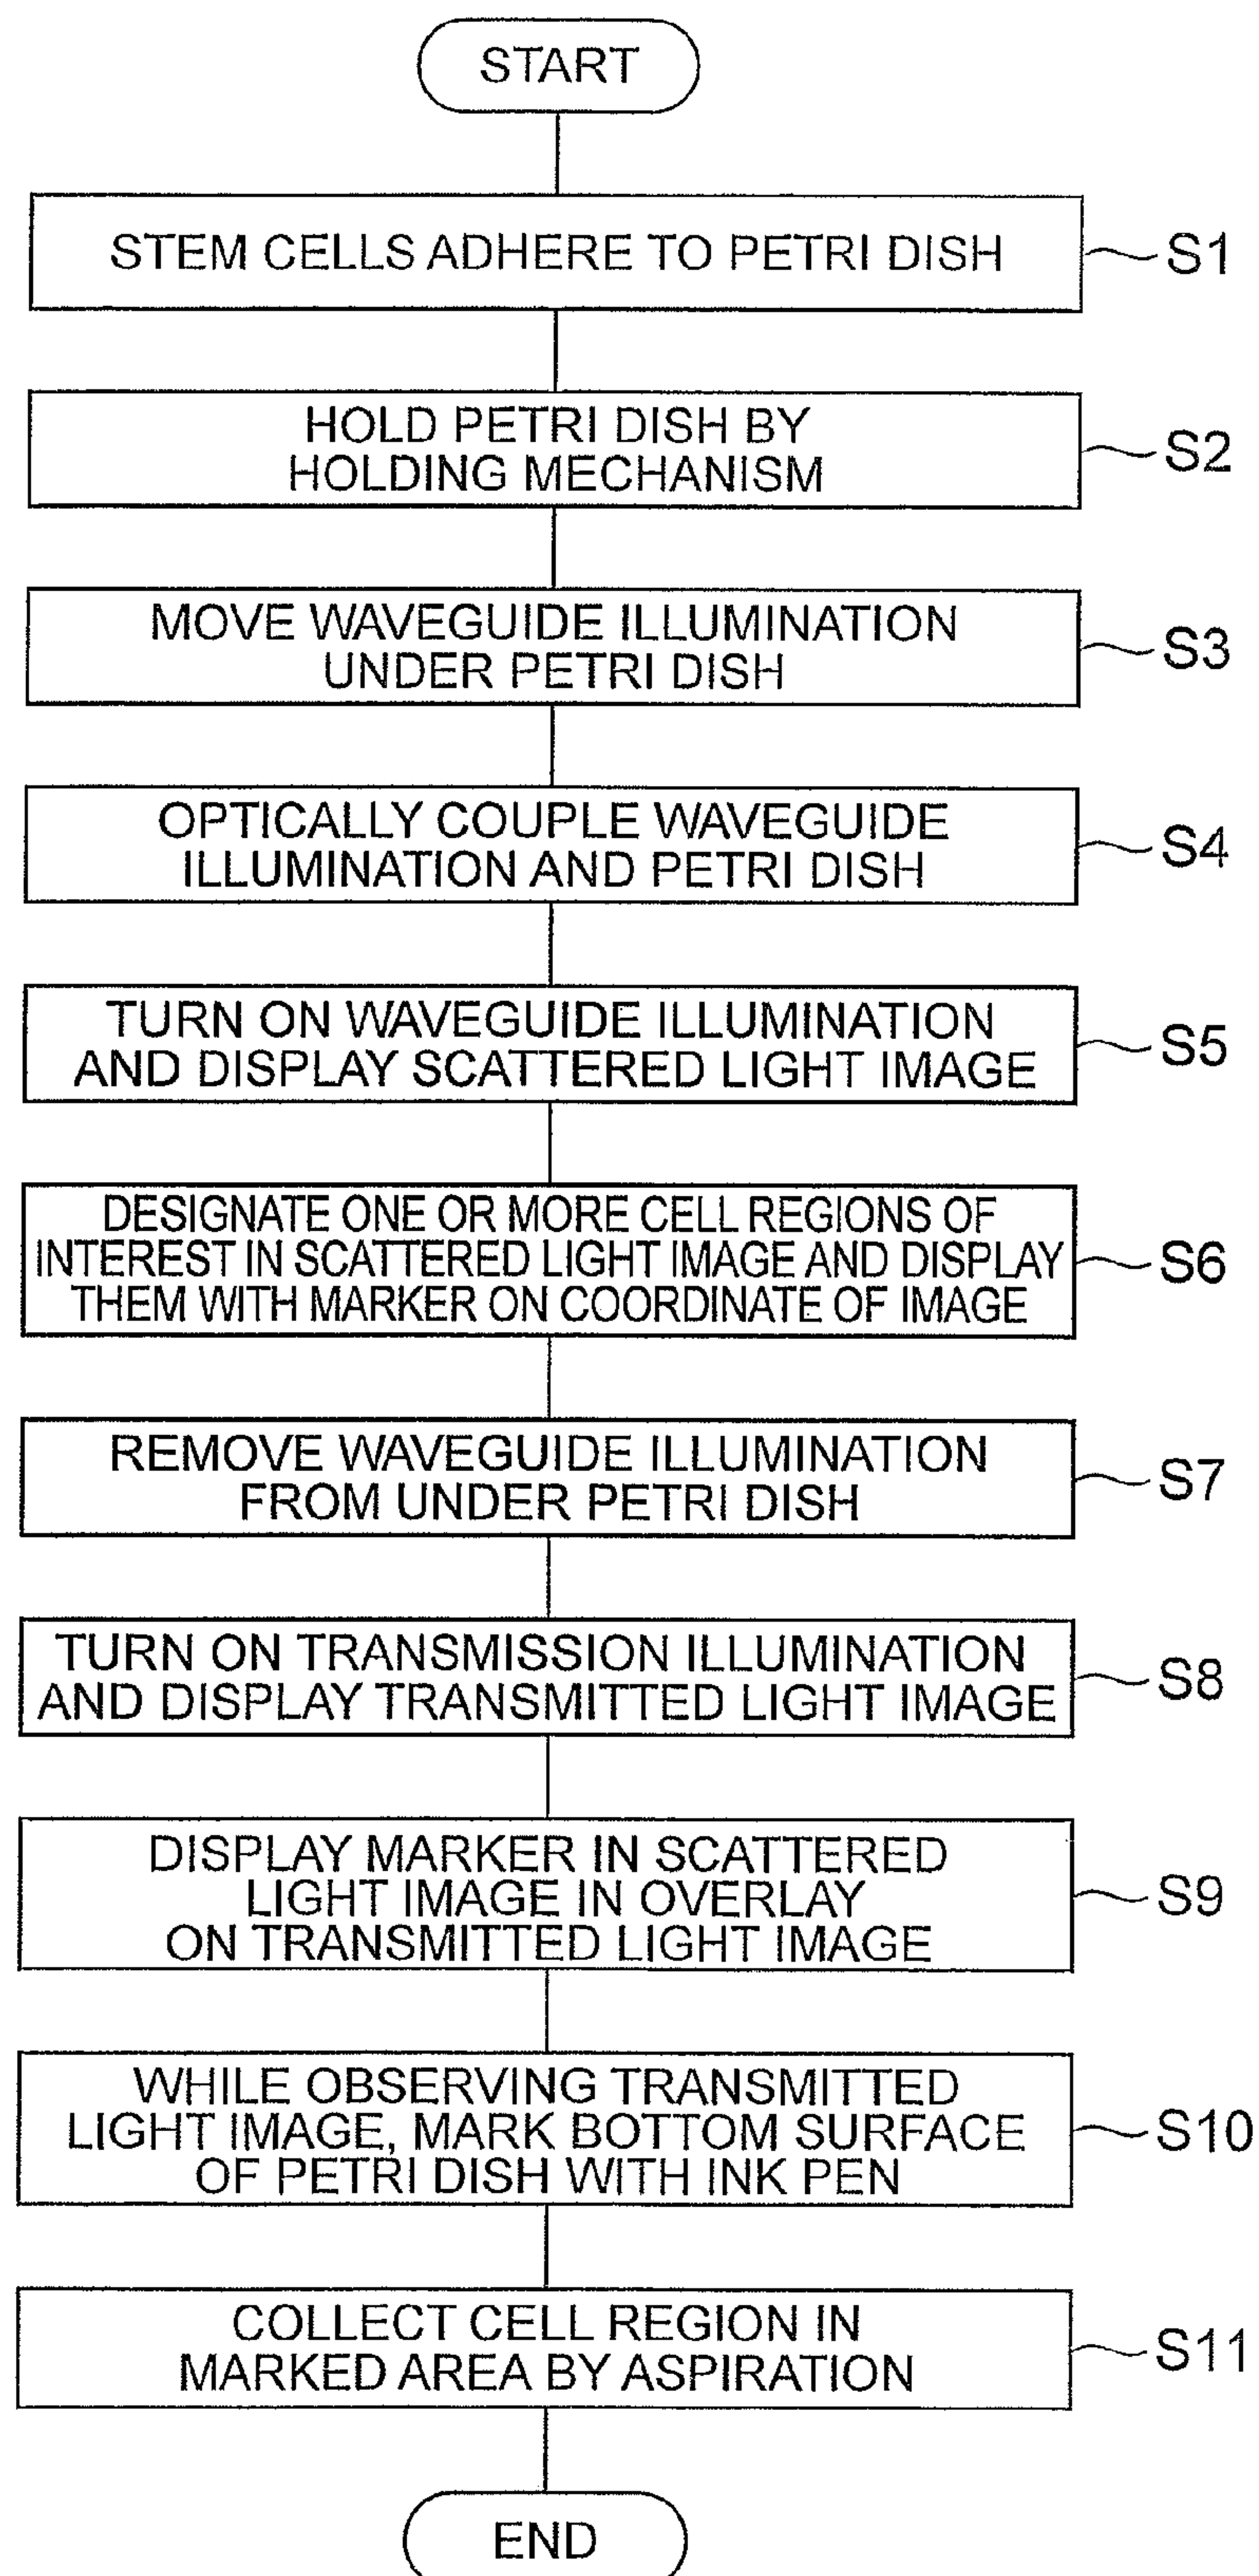 START
STEM CELLS ADHERE TO PETRI DISH
S1
HOLD PETRI DISH BY
HOLDING MECHANISM
S2
MOVE WAVEGUIDE ILLUMINATION
UNDER PETRI DISH
S3
OPTICALLY COUPLE WAVEGUIDE
ILLUMINATION AND PETRI DISH
S4
TURN ON WAVEGUIDE ILLUMINATION
AND DISPLAY SCATTERED LIGHT IMAGE
S5
DESIGNATE ONE OR MORE CELL REGIONS OF
INTEREST IN SCATTERED LIGHT IMAGE AND DISPLAY
THEM WITH MARKER ON COORDINATE OF IMAGE
S6
REMOVE WAVEGUIDE ILLUMINATION
FROM UNDER PETRI DISH
S7
TURN ON TRANSMISSION ILLUMINATION
AND DISPLAY TRANSMITTED LIGHT IMAGE
S8
DISPLAY MARKER IN SCATTERED
LIGHT IMAGE IN OVERLAY
ON TRANSMITTED LIGHT IMAGE
S9
WHILE OBSERVING TRANSMITTED
LIGHT IMAGE, MARK BOTTOM SURFACE
OF PETRI DISH WITH INK PEN
S10
COLLECT CELL REGION IN
MARKED AREA BY ASPIRATION
S11
END